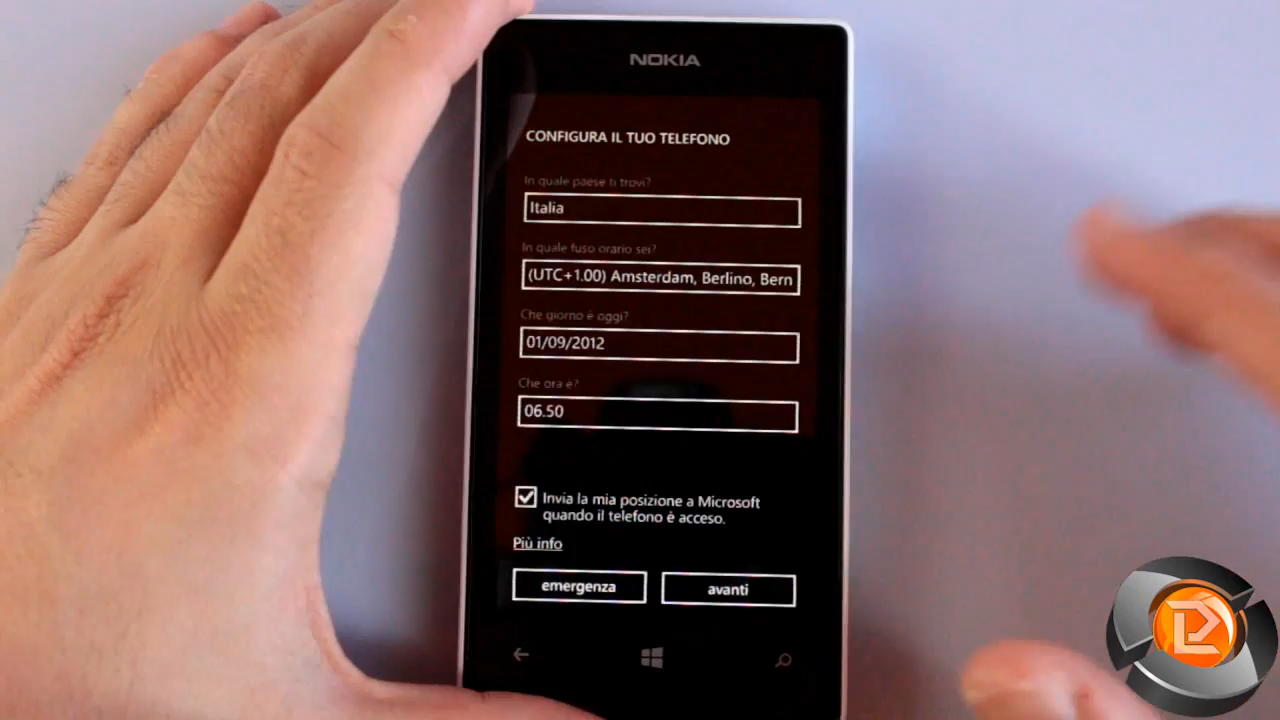 NOKIA
CONFIGURA IL TUO TELEFONO
In quale paese ti trovi?
Italia
In quale fuso orario sei?
(UTC+1.00) Amsterdam, Berlino, Bern
Che giorno è oggi?
01/09/2012
Che ora è?
06.50
Invia la mia posizione a Microsoft
quando il telefono è acceso.
Più info
emergenza
avanti